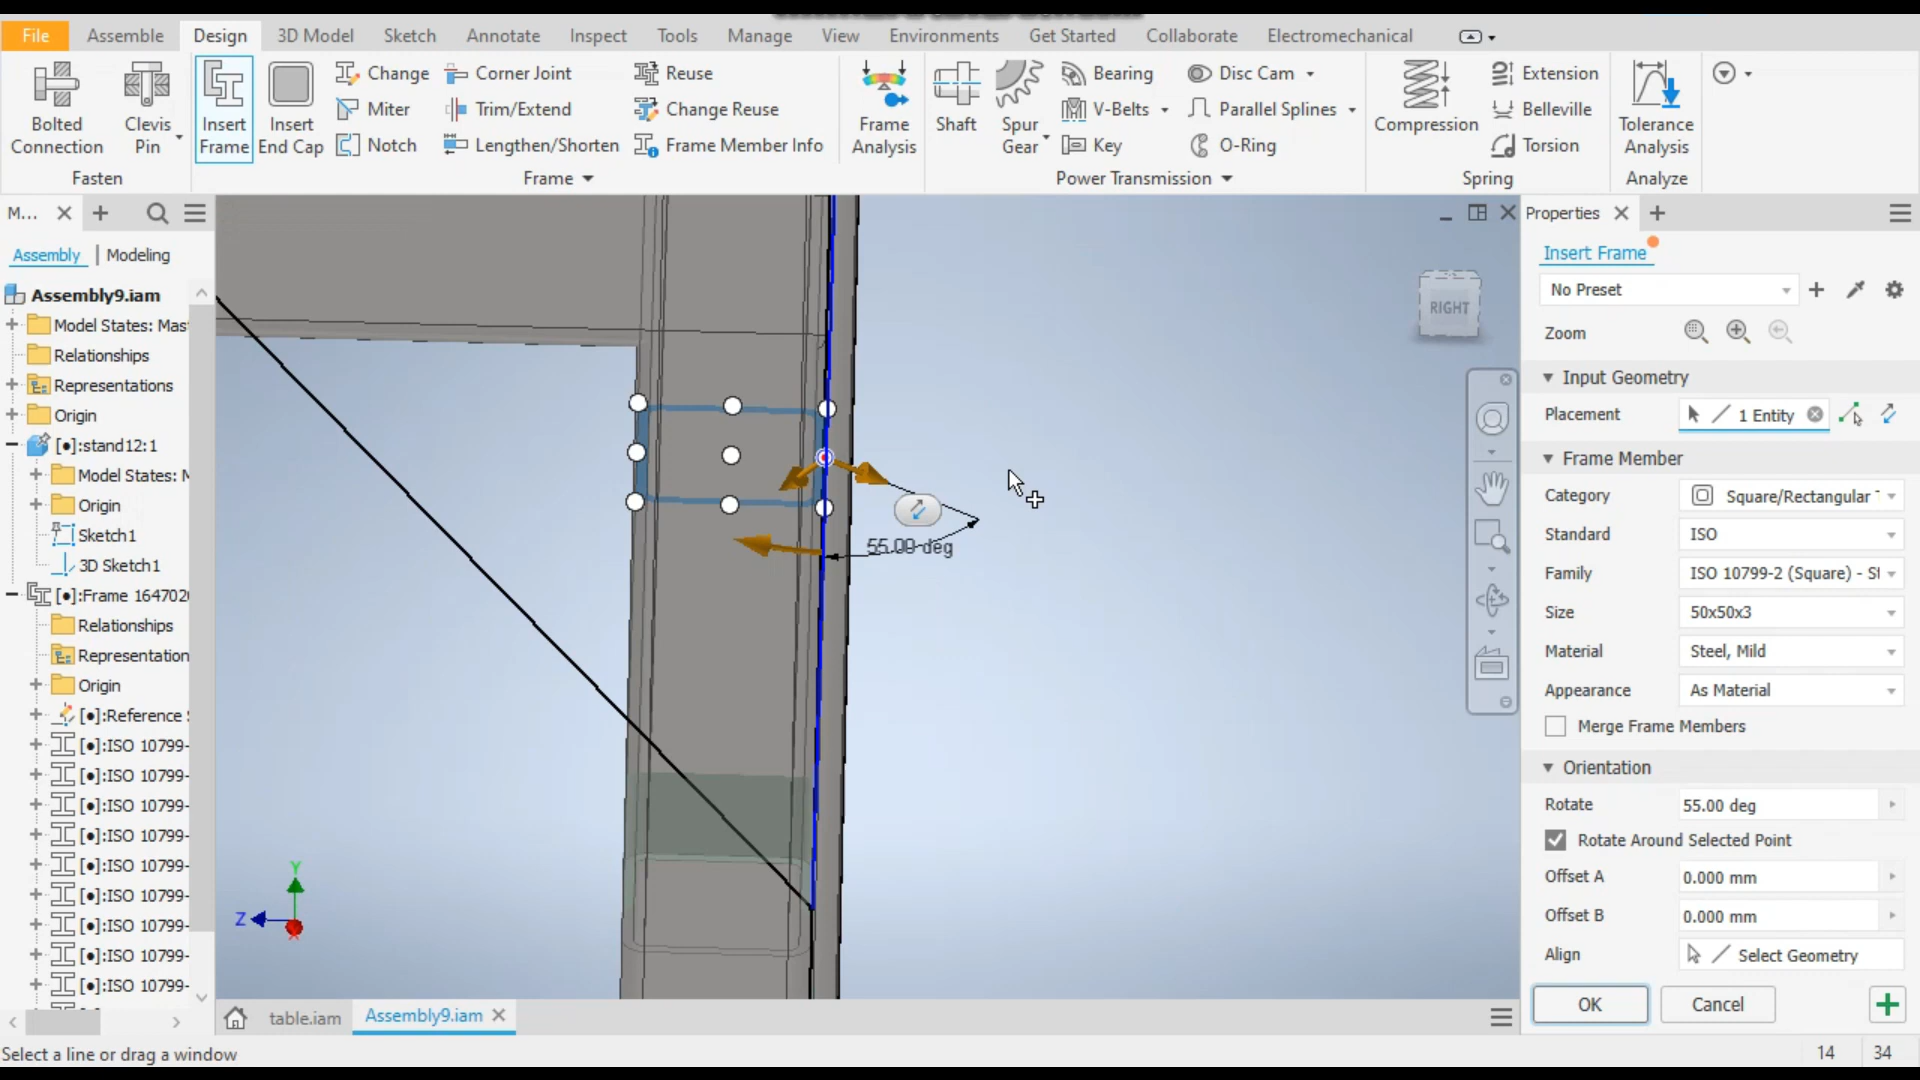 File Assemble Design 3D Model Sketch Annotate Inspect Tools Manage View Environments Get Started Collaborate Electromechanical
Bolted Connection
Clevis Pin
Insert Frame
Insert End Cap
Change
Miter
Notch
Corner Joint
Trim/Extend
Lengthen/Shorten
Reuse
Change Reuse
Frame Member Info
Frame Analysis
Shaft
Spur Gear
Bearing
V-Belts
Key
Disc Cam
Parallel Splines
O-Ring
Compression
Extension
Belleville
Torsion
Tolerance Analysis
Fasten
Frame
Power Transmission
Spring
Analyze
M...
Assembly | Modeling
Assembly9.iam
Model States: Mas
Relationships
Representations
Origin
[•]:stand12:1
Model States: M
Origin
Sketch1
3D Sketch1
[•]:Frame 164702
Relationships
Representation
Origin
[•]:Reference S
[•]:ISO 10799-
[•]:ISO 10799-
[•]:ISO 10799-
[•]:ISO 10799-
[•]:ISO 10799-
[•]:ISO 10799-
[•]:ISO 10799-
[•]:ISO 10799-
[•]:ISO 10799-
RIGHT
55.00 deg
Y
Z
X
table.iam
Assembly9.iam
Properties
Insert Frame
No Preset
Zoom
Input Geometry
Placement 1 Entity
Frame Member
Category Square/Rectangular T
Standard ISO
Family ISO 10799-2 (Square) - St
Size 50x50x3
Material Steel, Mild
Appearance As Material
Merge Frame Members
Orientation
Rotate 55.00 deg
Rotate Around Selected Point
Offset A 0.000 mm
Offset B 0.000 mm
Align Select Geometry
OK Cancel
Select a line or drag a window
14 34